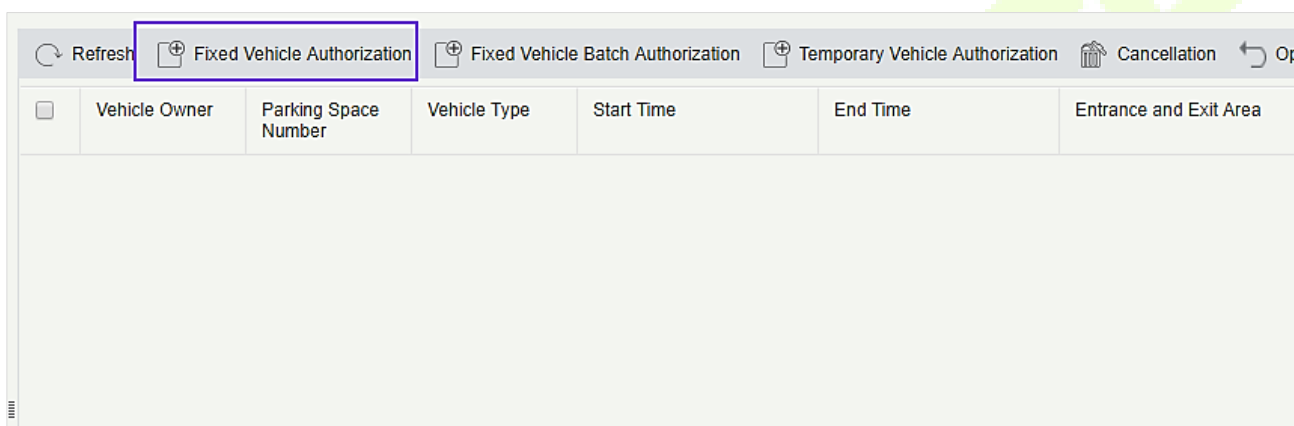 Refresh Fixed Vehicle Authorization Fixed Vehicle Batch Authorization Temporary Vehicle Authorization Cancellation
Vehicle Owner Parking Space Vehicle Type Start Time End Time Entrance and Exit Area
Number